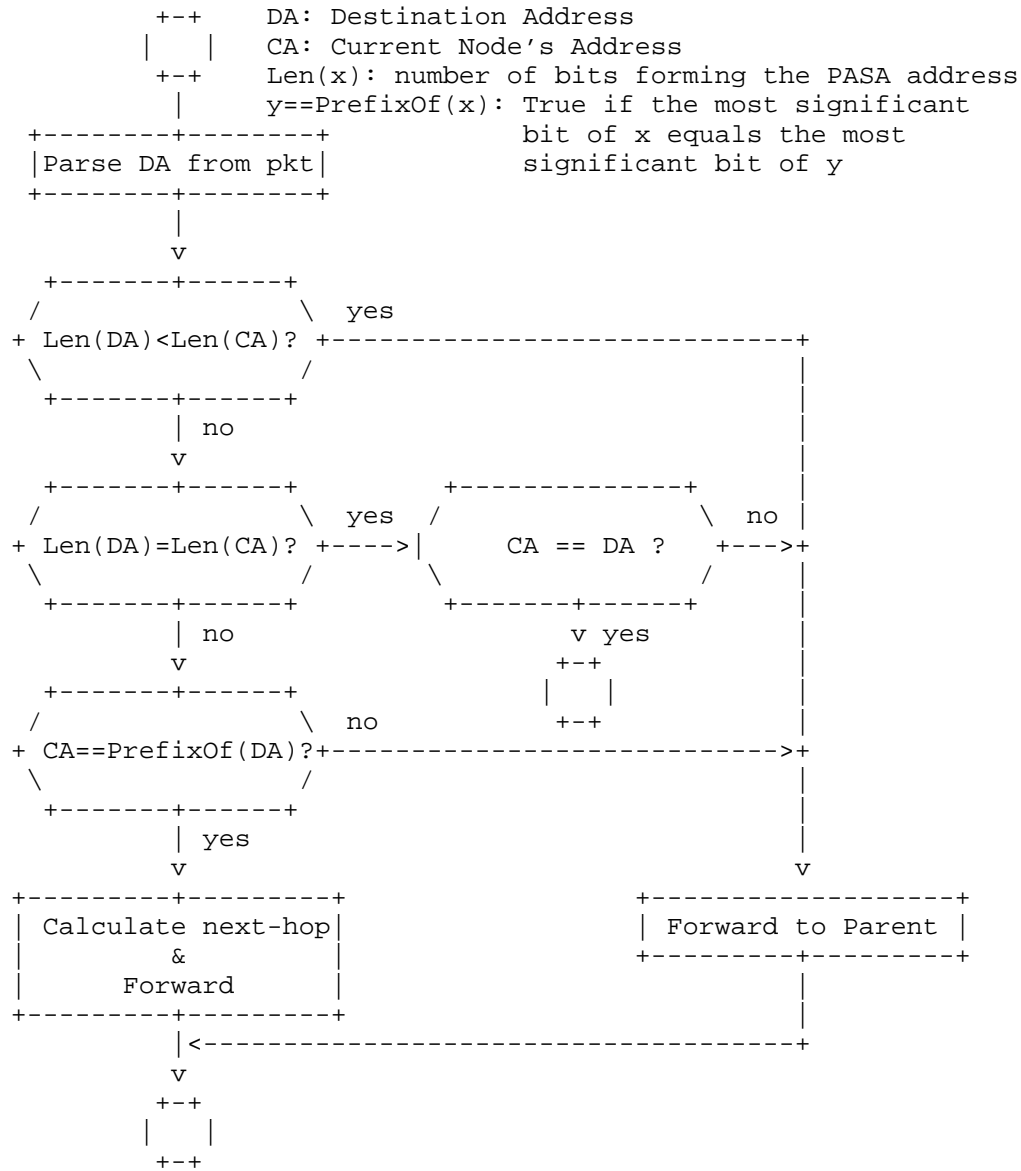 DA: Destination Address
CA: Current Node's Address
Len(x): number of bits forming the PASA address
y==PrefixOf(x): True if the most significant
bit of x equals the most
significant bit of y
Parse DA from pkt
v
yes
Len(DA)<Len(CA)?
no
v
yes
no
Len(DA)=Len(CA)?
CA == DA ?
no
v yes
v
no
CA==PrefixOf(DA)?
yes
v
v
Calculate next-hop
Forward to Parent
&
Forward
v